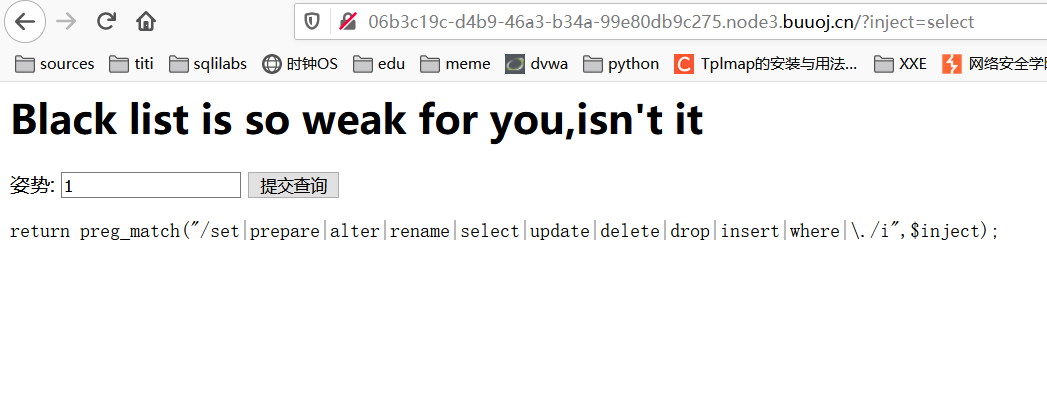 06b3c19c-d4b9-46a3-b34a-99e80db9c275.node3.buuoj.cn/?inject=select
sources titi sqlilabs 时钟OS edu meme dvwa python Tplmap的安装与用法... XXE 网络安全学
Black list is so weak for you,isn't it
姿势: 1 提交查询
return preg_match("/set|prepare|alter|rename|select|update|delete|drop|insert|where|\./i",$inject);